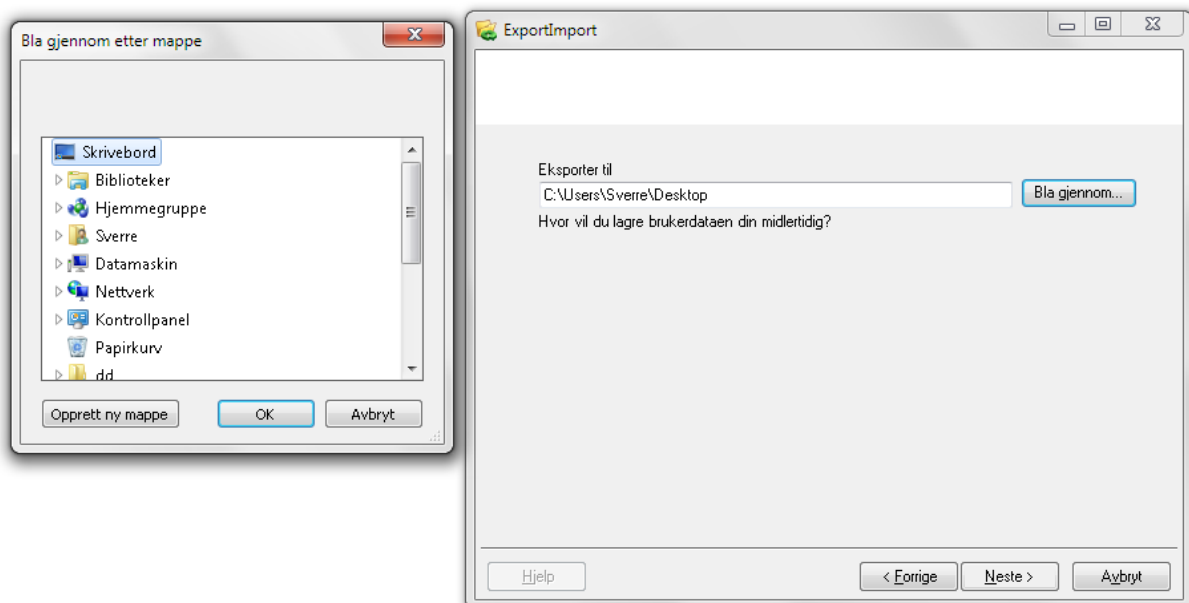 Bla gjennom etter mappe
Skrivebord
Biblioteker
Hjemmegruppe
Sverre
Datamaskin
Nettverk
Kontrollpanel
Papirkurv
dd
Opprett ny mappe
OK
Avbryt
ExportImport
Eksporter til
C:\Users\Sverre\Desktop
Bla gjennom...
Hvor vil du lagre brukerdataen din midlertidig?
Hjelp
< Forrige
Neste >
Avbryt